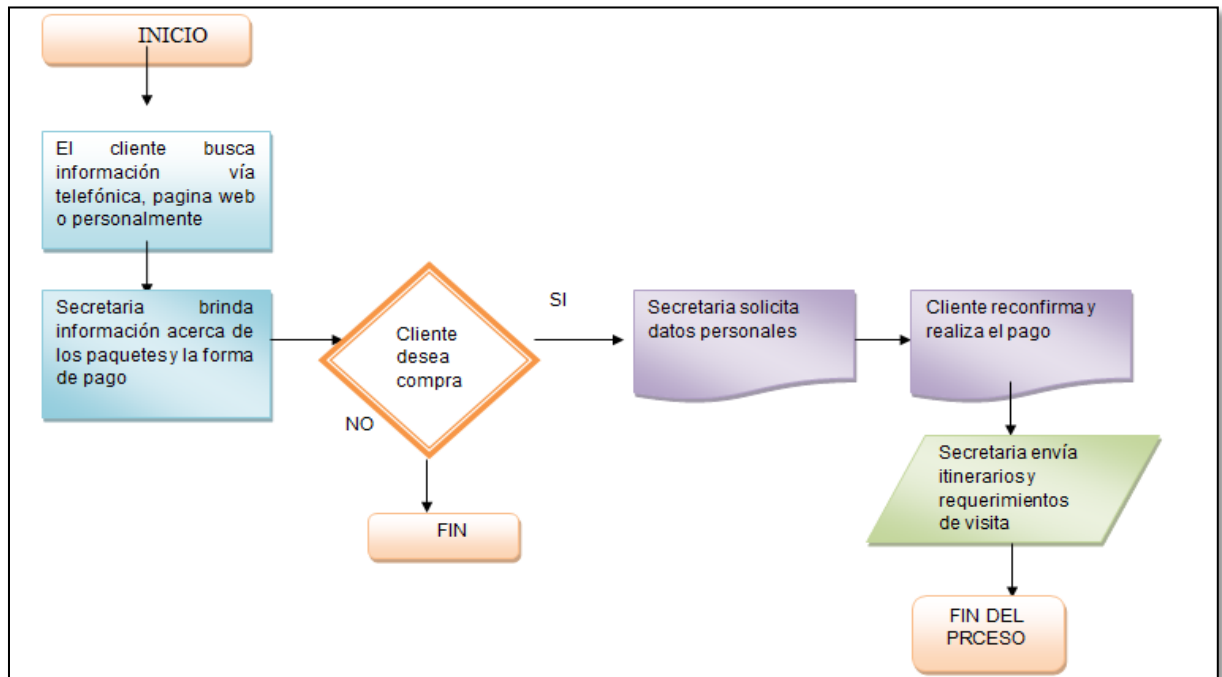 INICIO
El cliente busca
información vía
telefónica, pagina web
o personalmente
Secretaria brinda
información acerca de
los paquetes y la forma
de pago
Cliente
desea
compra
SI
NO
FIN
Secretaria solicita
datos personales
Cliente reconfirma y
realiza el pago
Secretaria envía
itinerarios y
requerimientos
de visita
FIN DEL
PRCESO